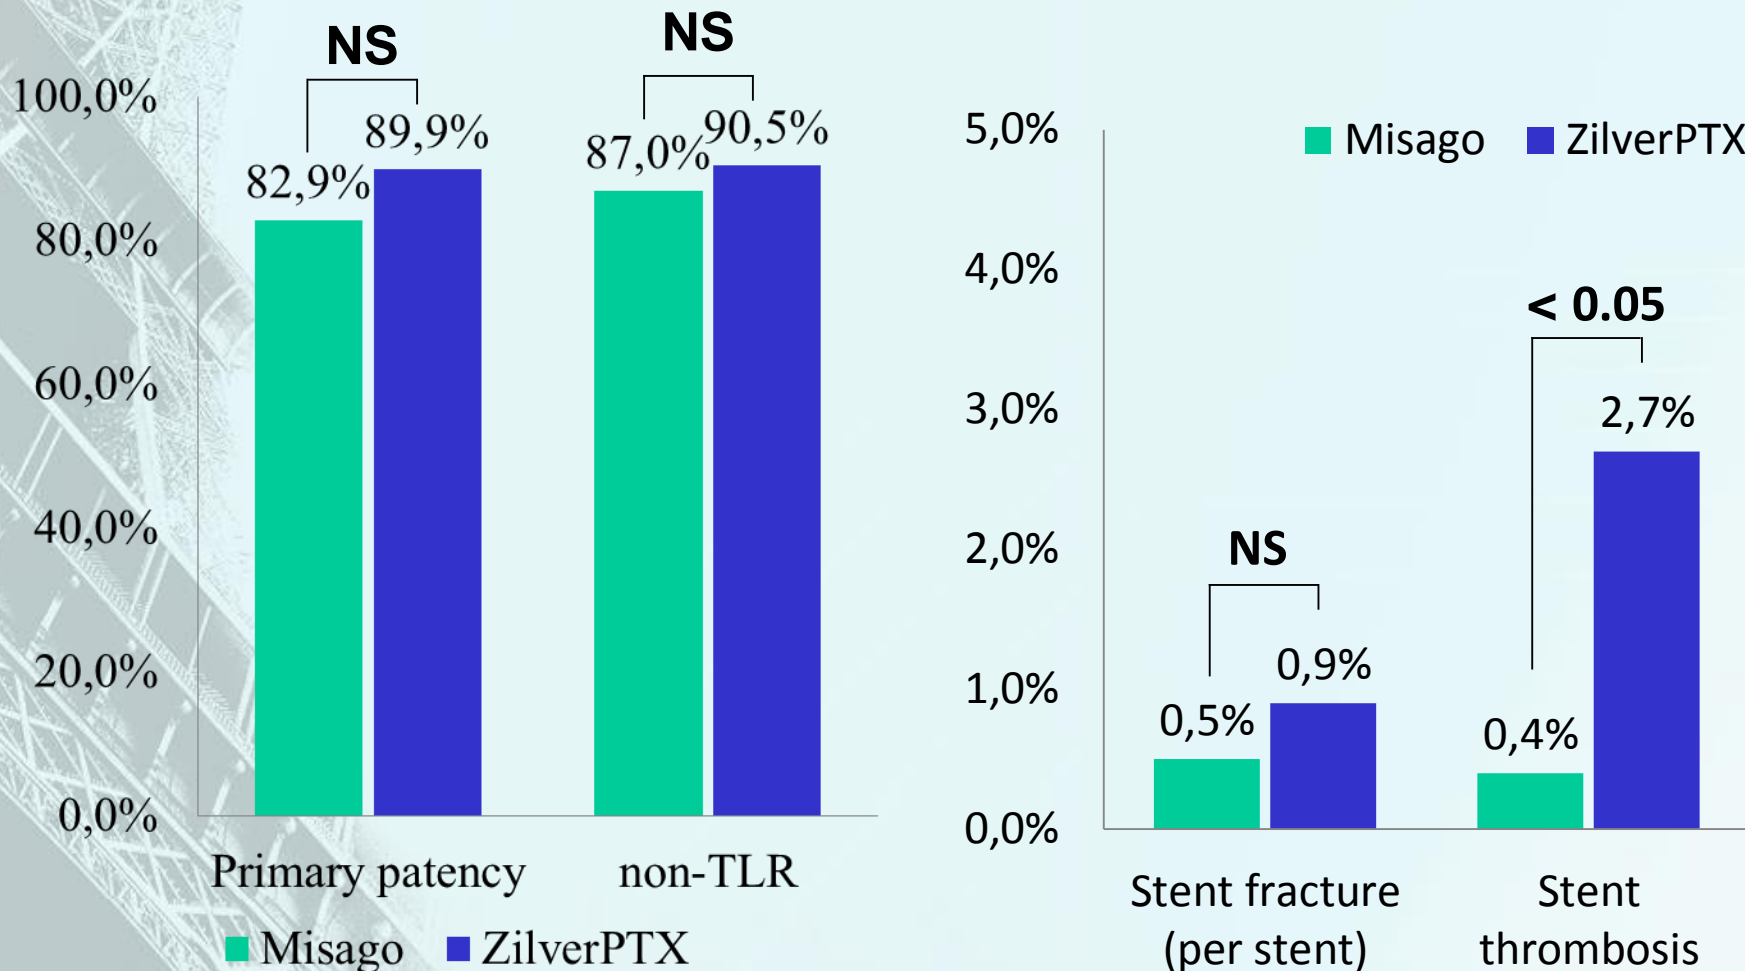 NS
NS
100,0%
80,0%
60,0%
40,0%
20,0%
0,0%
82,9%
89,9%
87,0%
90,5%
Primary patency
non-TLR
Misago
ZilverPTX
5,0%
4,0%
3,0%
2,0%
1,0%
0,0%
Misago
ZilverPTX
< 0.05
NS
0,5%
0,9%
0,4%
2,7%
Stent fracture
(per stent)
Stent
thrombosis